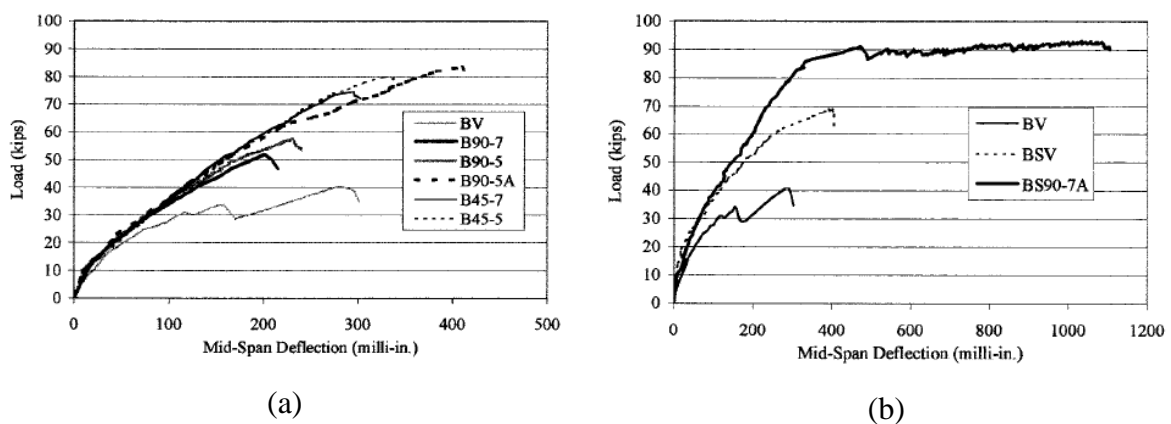 100
90
80
70
60
50
40
30
20
10
0
Load (kips)
0 100 200 300 400 500
Mid-Span Deflection (milli-in.)
BV
B90-7
B90-5
B90-5A
B45-7
B45-5
(a)
100
90
80
70
60
50
40
30
20
10
0
Load (kips)
0 200 400 600 800 1000 1200
Mid-Span Deflection (milli-in.)
BV
BSV
BS90-7A
(b)